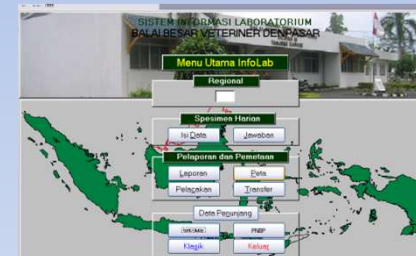 SISTEM INFORMASI LABORATORIUM
BALAI BESAR VETERINER DENPASAR
Menu Utama InfoLab
Regional
Spesimen Harian
Isi Data Jawaban
Pelaporan dan Pemetaan
Laporan Peta
Pelacakan Transfer
Data Penunjang
PNBP
Klasik Keluar